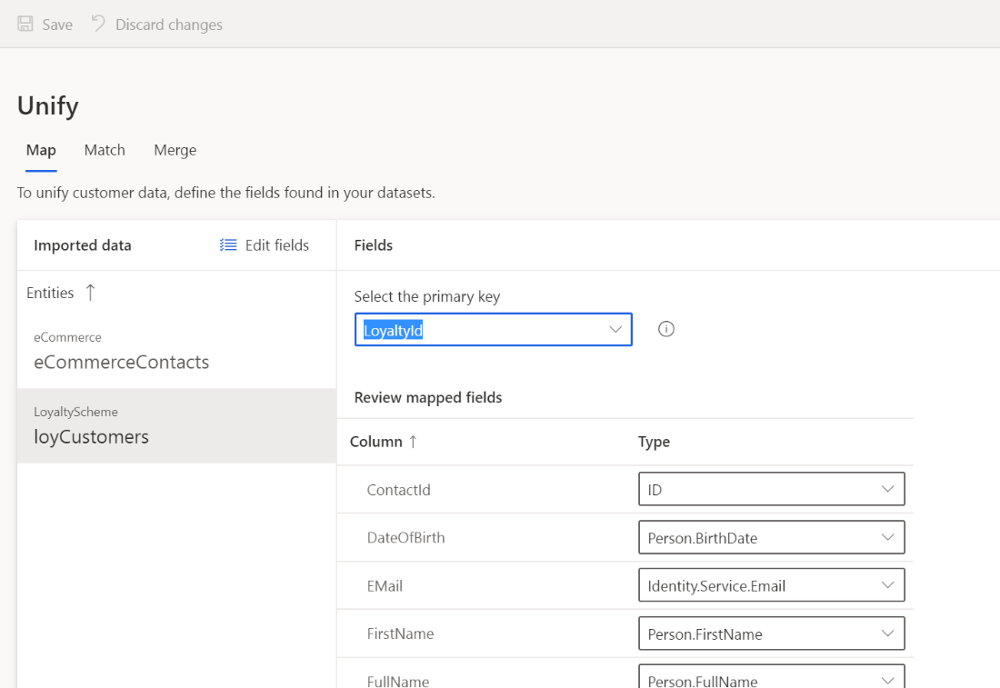 Save Discard changes
Unify
Map Match Merge
To unify customer data, define the fields found in your datasets.
Imported data Edit fields Fields
Entities
Select the primary key
LoyaltyId
eCommerce
eCommerceContacts
Review mapped fields
LoyaltyScheme
loyCustomers
Column Type
ContactId ID
DateOfBirth Person.BirthDate
EMail Identity.Service.Email
FirstName Person.FirstName
FullName Person.FullName